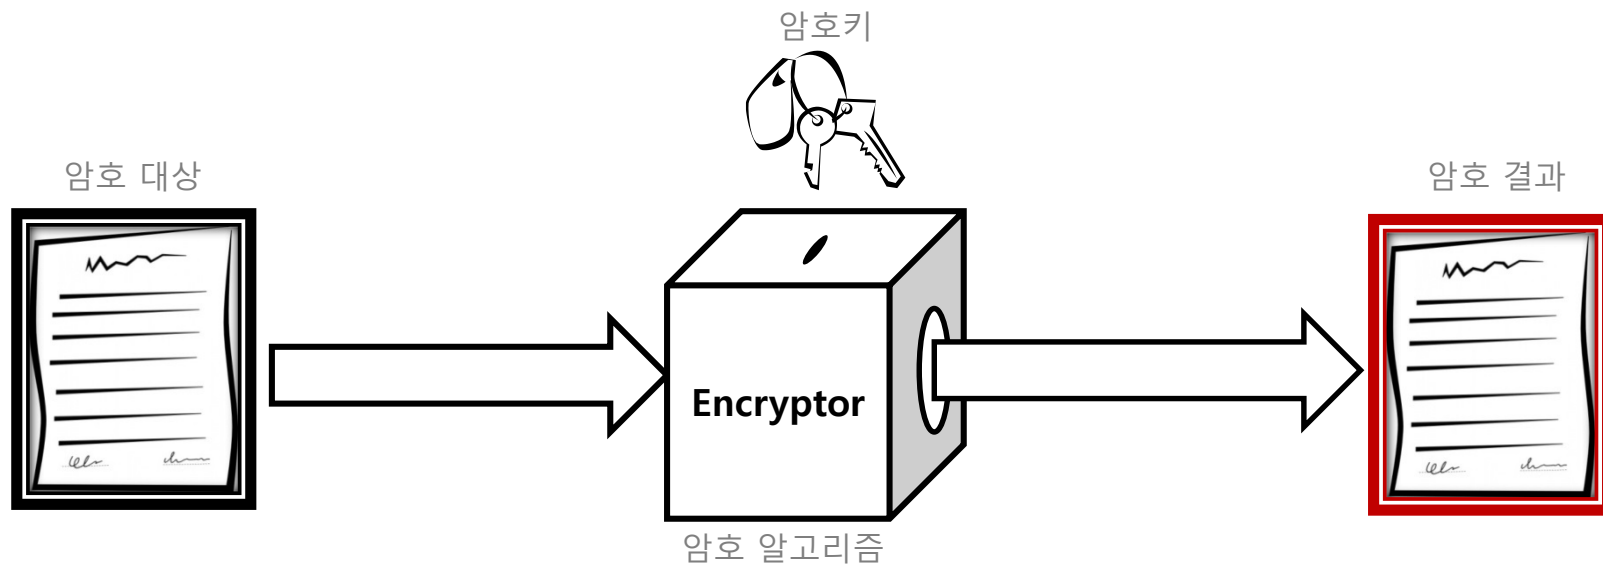 암호키
암호 대상
암호 결과
Encryptor
암호 알고리즘